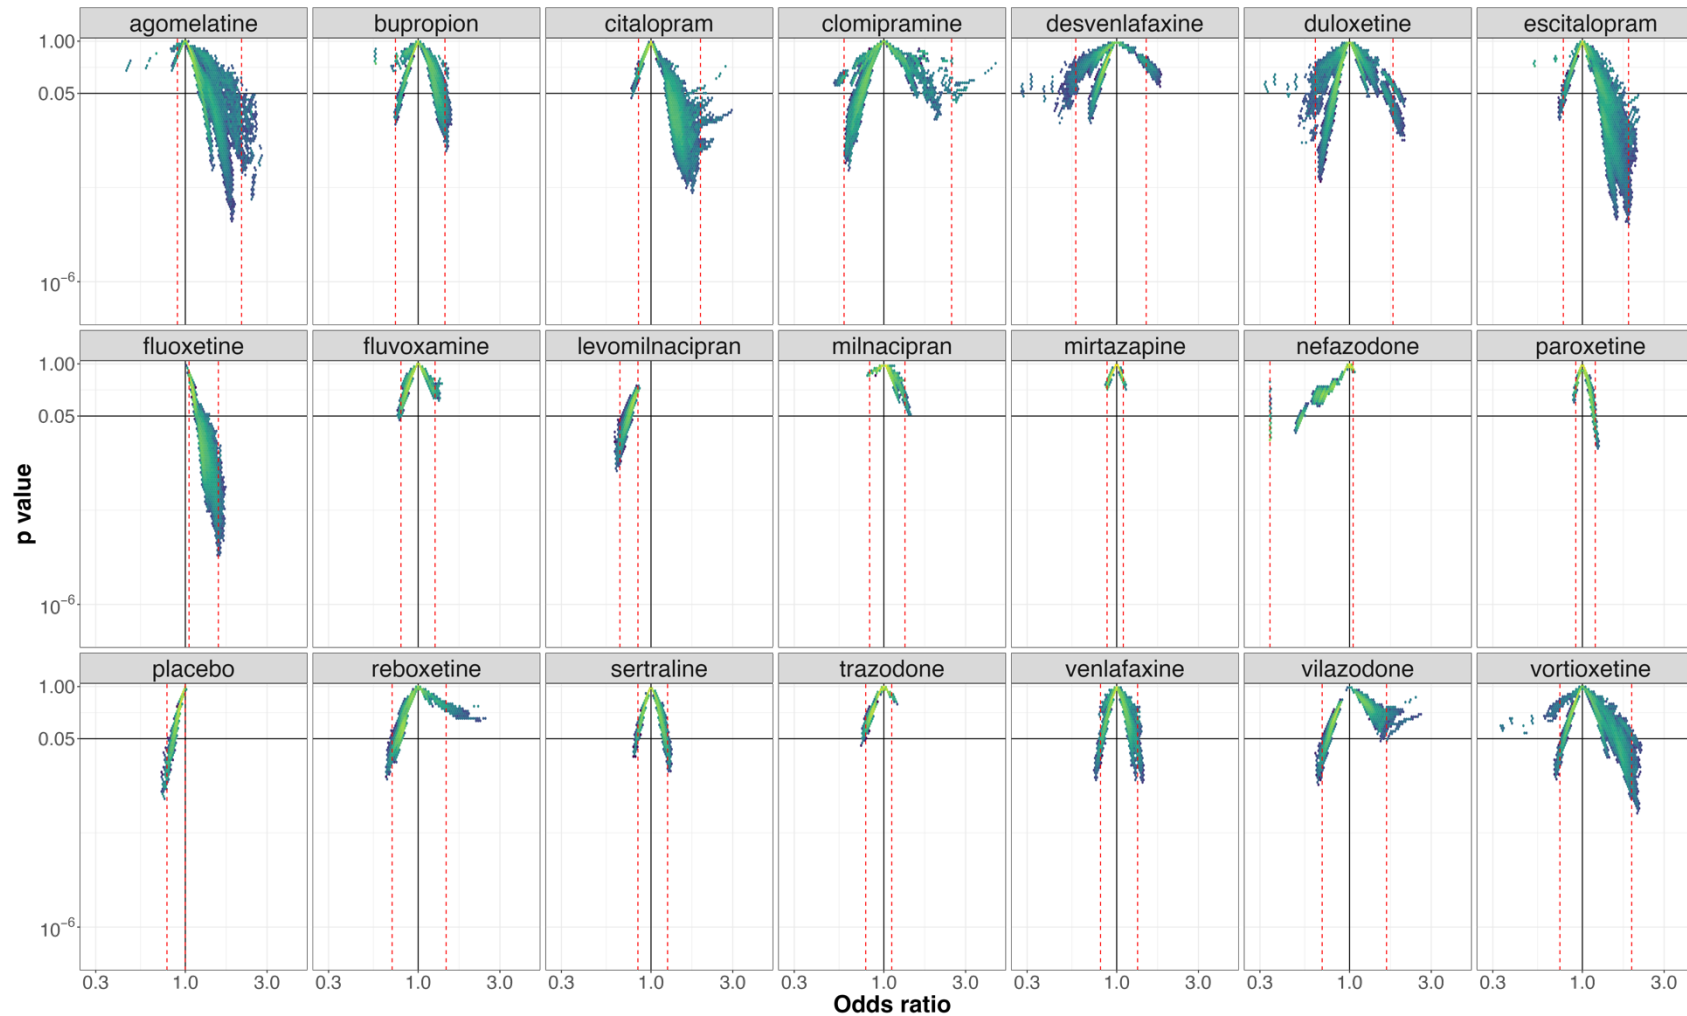 agomelatine bupropion citalopram clomipramine desvenlafaxine duloxetine escitalopram
1.00
0.05
10⁻⁶
fluoxetine fluvoxamine levomilnacipran milnacipran mirtazapine nefazodone paroxetine
1.00
0.05
10⁻⁶
p value
placebo reboxetine sertraline trazodone venlafaxine vilazodone vortioxetine
1.00
0.05
10⁻⁶
0.3 1.0 3.0 0.3 1.0 3.0 0.3 1.0 3.0 0.3 1.0 3.0 0.3 1.0 3.0 0.3 1.0 3.0 0.3 1.0 3.0
Odds ratio